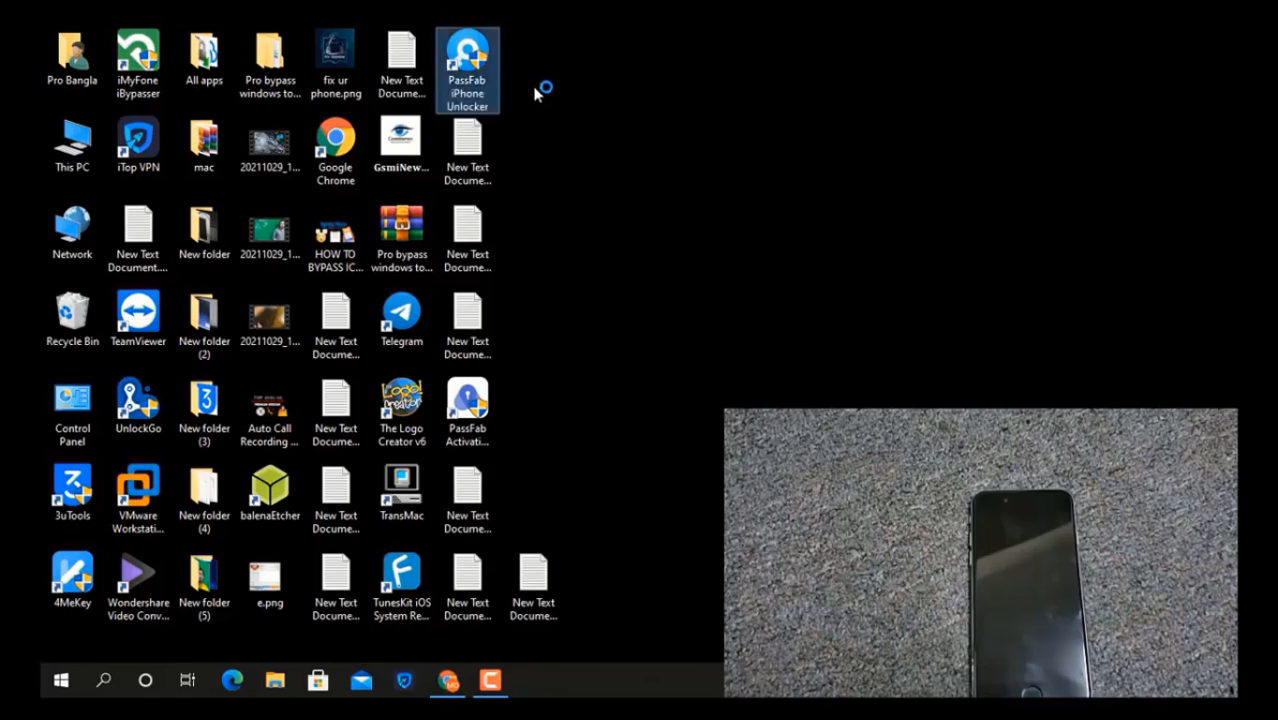 Pro Bangla
iMyFone
iBypasser
All apps
Pro bypass
windows to...
fix ur
phone.png
New Text
Docume...
PassFab
iPhone
Unlocker
This PC
iTop VPN
mac
20211029_1...
Google
Chrome
GsmiNew...
New Text
Docume...
Network
New Text
Document....
New folder
20211029_1...
HOW TO
BYPASS IC...
Pro bypass
windows to...
New Text
Docume...
Recycle Bin
TeamViewer
New folder
(2)
20211029_1...
New Text
Docume...
Telegram
New Text
Docume...
Control
Panel
UnlockGo
New folder
(3)
Auto Call
Recording ...
New Text
Docume...
The Logo
Creator v6
PassFab
Activati...
3uTools
VMware
Workstati...
New folder
(4)
balenaEtcher
New Text
Docume...
TransMac
New Text
Docume...
4MeKey
Wondershare
Video Conv...
New folder
(5)
e.png
New Text
Docume...
TunesKit iOS
System Re...
New Text
Docume...
New Text
Docume...